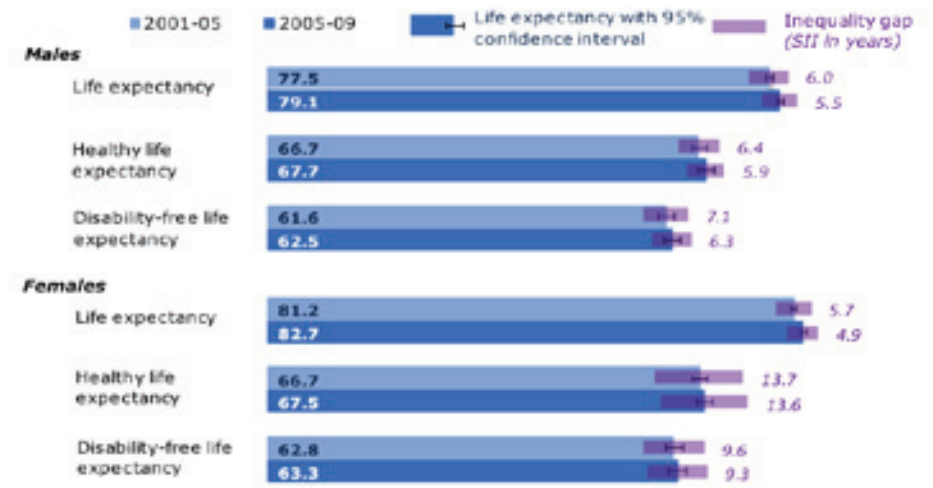 2001-05 2005-09 Life expectancy with 95% confidence interval Inequality gap (SII in years)
Males
Life expectancy
77.5 6.0
79.1 5.5
Healthy life expectancy
66.7 6.4
67.7 5.9
Disability-free life expectancy
61.6 7.1
62.5 6.3
Females
Life expectancy
81.2 5.7
82.7 4.9
Healthy life expectancy
66.7 13.7
67.5 13.6
Disability-free life expectancy
62.8 9.6
63.3 9.3